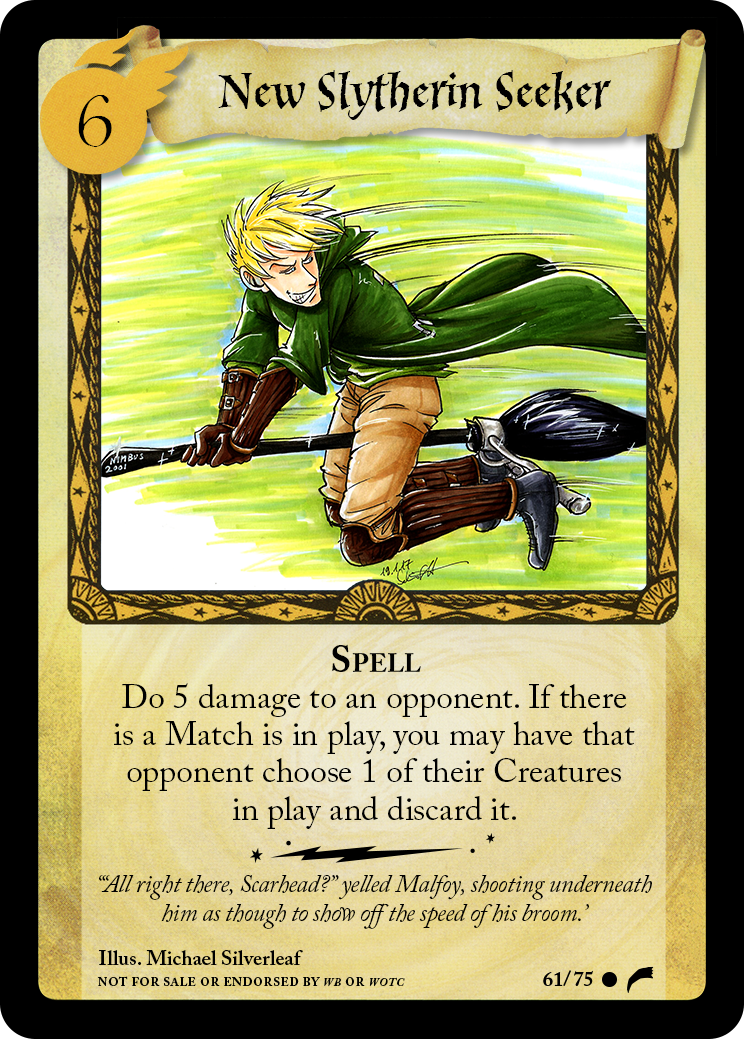 6
New Slytherin Seeker
NIMBUS
2001
19.1.17
SPELL
Do 5 damage to an opponent. If there
is a Match is in play, you may have that
opponent choose 1 of their Creatures
in play and discard it.
“‘All right there, Scarhead?” yelled Malfoy, shooting underneath
him as though to show off the speed of his broom.’
Illus. Michael Silverleaf
NOT FOR SALE OR ENDORSED BY WB OR WOTC
61/75